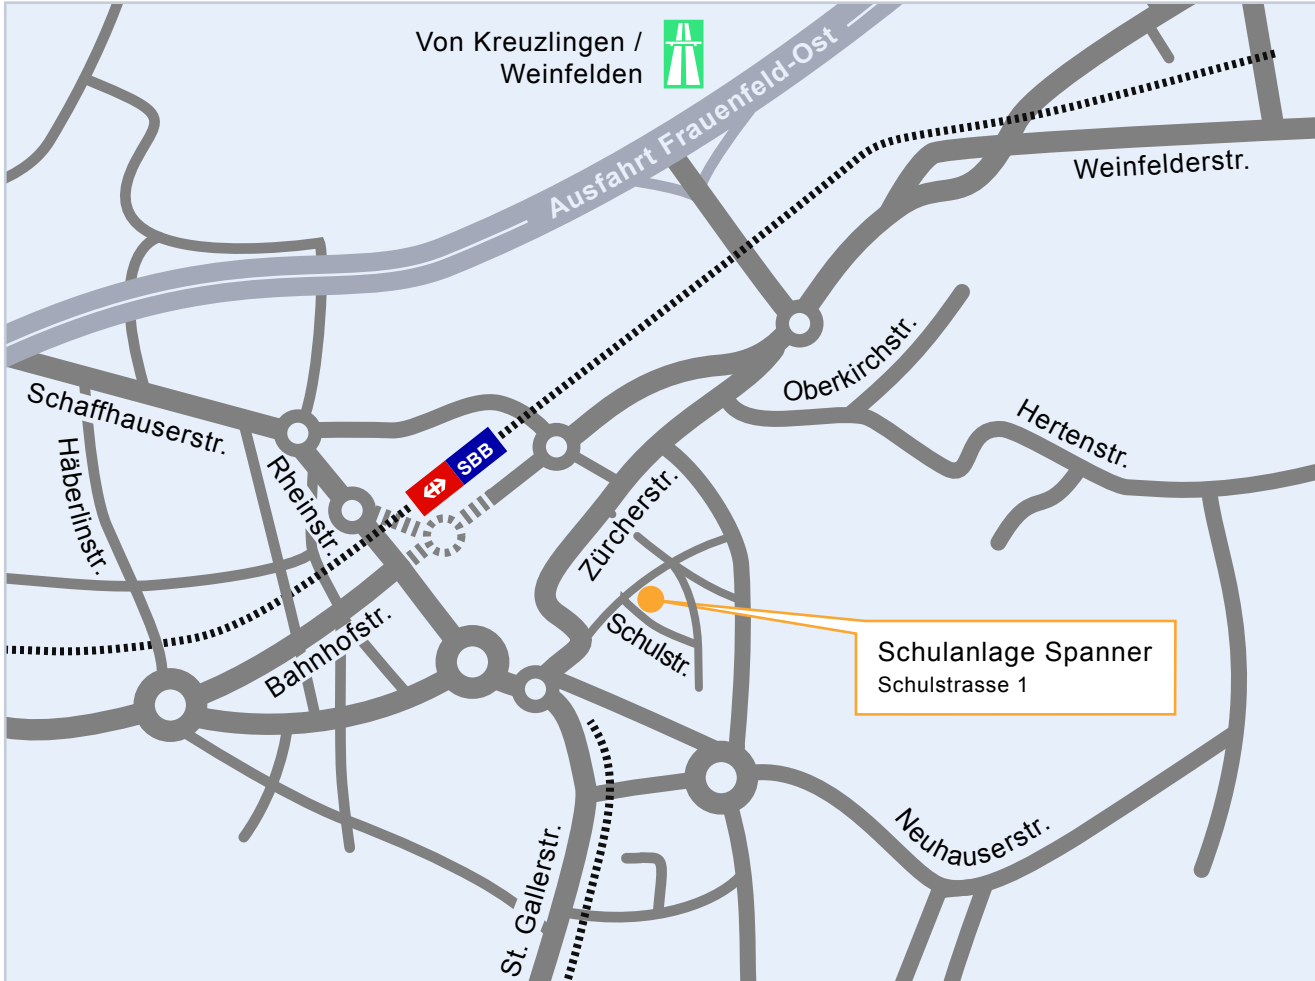 Von Kreuzlingen /
Weinfelden
Ausfahrt Frauenfeld-Ost
Weinfelderstr.
Oberkirchstr.
Schaffhauserstr.
Hertenstr.
Häberlinstr.
Rheinstr.
SBB
Zürcherstr.
Bahnhofstr.
Schulstr.
Schulanlage Spanner
Schulstrasse 1
Neuhauserstr.
St. Gallerstr.